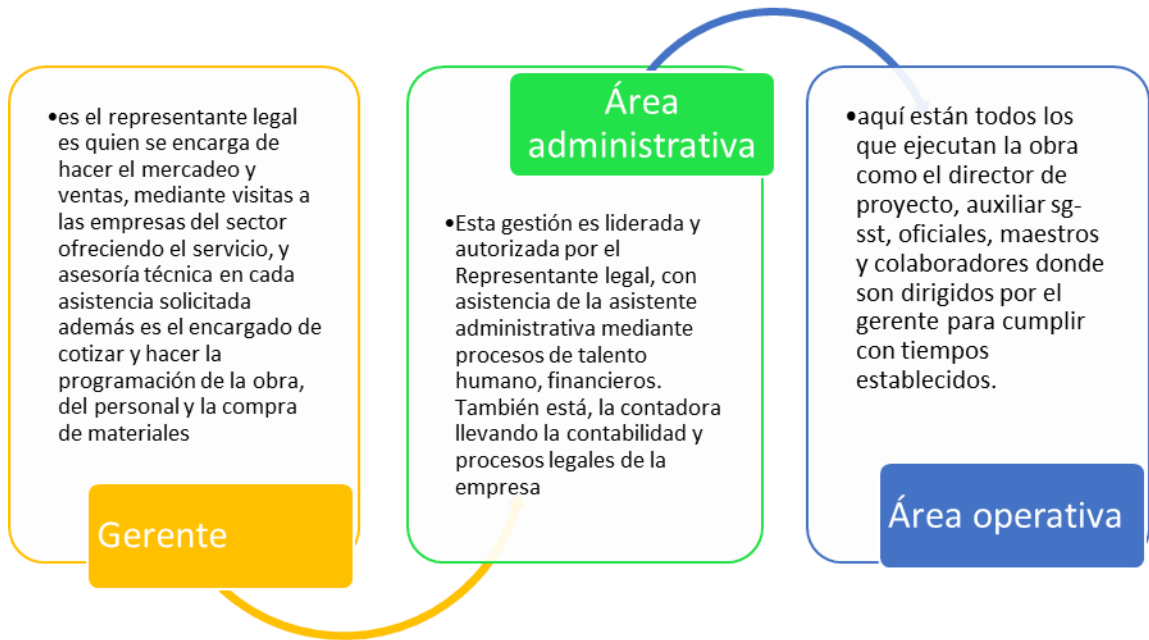 •es el representante legal
es quien se encarga de
hacer el mercadeo y
ventas, mediante visitas a
las empresas del sector
ofreciendo el servicio, y
asesoría técnica en cada
asistencia solicitada
además es el encargado de
cotizar y hacer la
programación de la obra,
del personal y la compra
de materiales
Gerente
Área
administrativa
•Esta gestión es liderada y
autorizada por el
Representante legal, con
asistencia de la asistente
administrativa mediante
procesos de talento
humano, financieros.
También está, la contadora
llevando la contabilidad y
procesos legales de la
empresa
•aquí están todos los
que ejecutan la obra
como el director de
proyecto, auxiliar sg-
sst, oficiales, maestros
y colaboradores donde
son dirigidos por el
gerente para cumplir
con tiempos
establecidos.
Área operativa